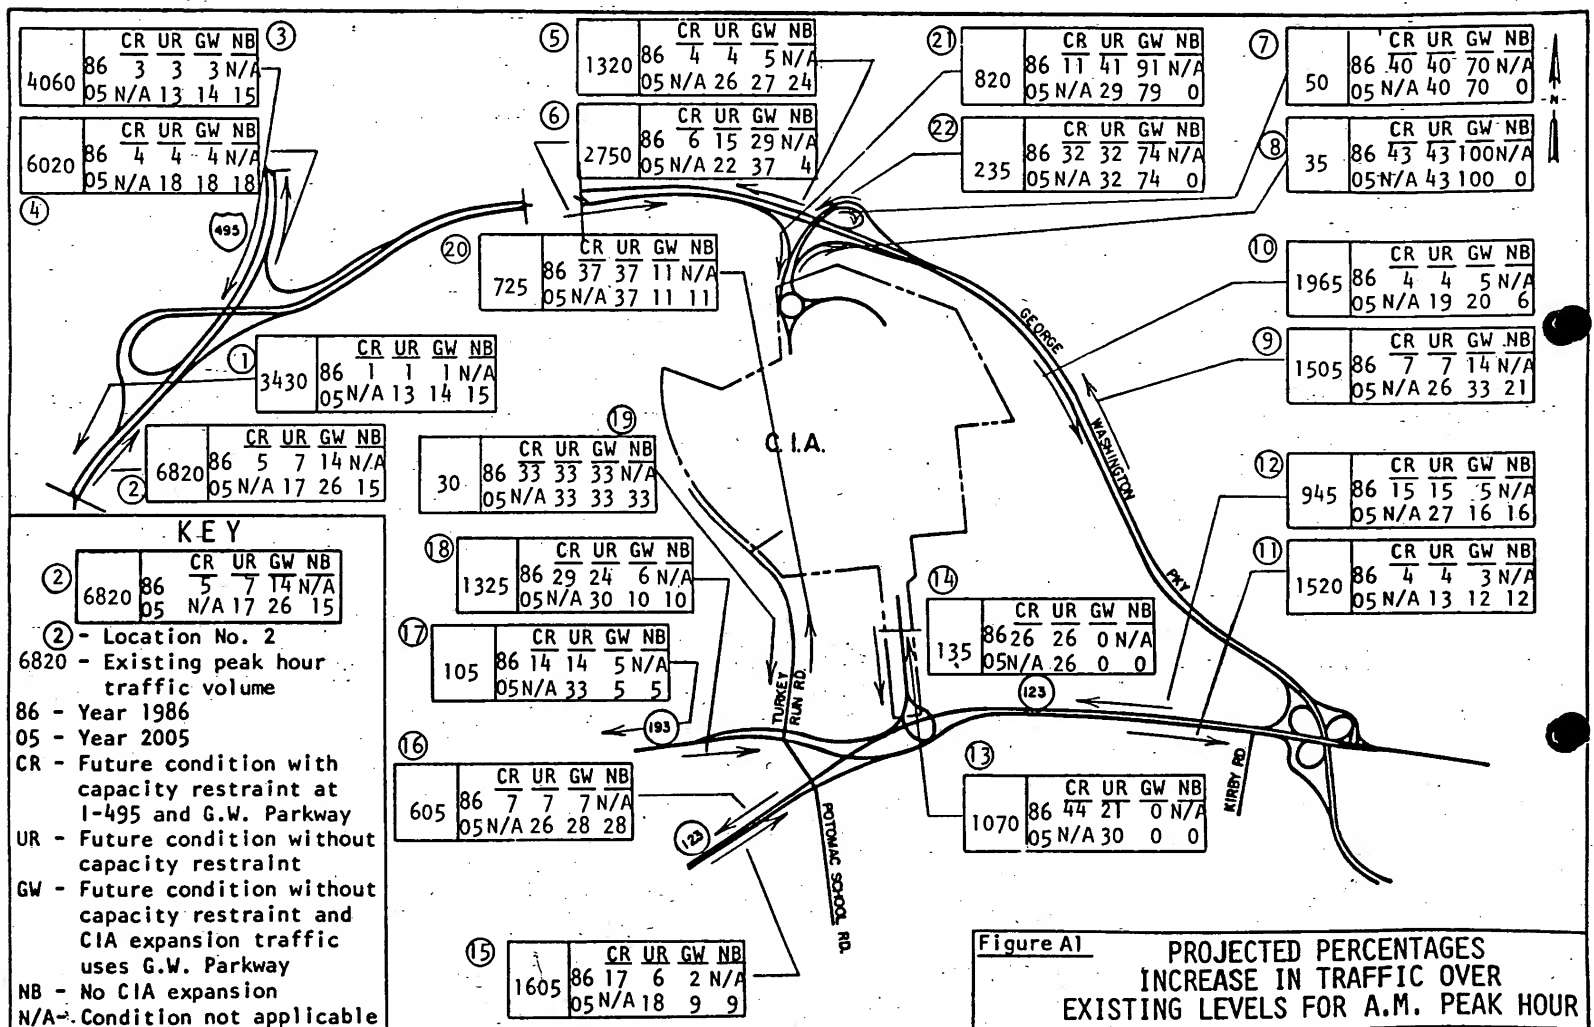 ③
CR UR GW NB
4060 86 3 3 3 N/A
05 N/A 13 14 15
CR UR GW NB
6020 86 4 4 4 N/A
05 N/A 18 18 18
④
495
⑤
CR UR GW NB
1320 86 4 4 5 N/A
05 N/A 26 27 24
⑥
CR UR GW NB
2750 86 6 15 29 N/A
05 N/A 22 37 4
㉑
CR UR GW NB
820 86 11 41 91 N/A
05 N/A 29 79 0
㉒
CR UR GW NB
235 86 32 32 74 N/A
05 N/A 32 74 0
⑦
CR UR GW NB
50 86 40 40 70 N/A
05 N/A 40 70 0
⑧
CR UR GW NB
35 86 43 43 100 N/A
05 N/A 43 100 0
N
⑳
CR UR GW NB
725 86 37 37 11 N/A
05 N/A 37 11 11
⑩
CR UR GW NB
1965 86 4 4 5 N/A
05 N/A 19 20 6
⑨
CR UR GW NB
1505 86 7 7 14 N/A
05 N/A 26 33 21
①
CR UR GW NB
3430 86 1 1 1 N/A
05 N/A 13 14 15
②
CR UR GW NB
6820 86 5 7 14 N/A
05 N/A 17 26 15
⑲
CR UR GW NB
30 86 33 33 33 N/A
05 N/A 33 33 33
C.I.A.
GEORGE
WASHINGTON
PKY
⑫
CR UR GW NB
945 86 15 15 5 N/A
05 N/A 27 16 16
⑪
CR UR GW NB
1520 86 4 4 3 N/A
05 N/A 13 12 12
⑱
CR UR GW NB
1325 86 29 24 6 N/A
05 N/A 30 10 10
⑰
CR UR GW NB
105 86 14 14 5 N/A
05 N/A 33 5 5
⑭
CR UR GW NB
135 86 26 26 0 N/A
05 N/A 26 0 0
193
TURKEY
RUN RD.
123
KIRBY RD
⑯
CR UR GW NB
605 86 7 7 7 N/A
05 N/A 26 28 28
⑬
CR UR GW NB
1070 86 44 21 0 N/A
05 N/A 30 0 0
123
POTOMAC SCHOOL RD.
⑮
CR UR GW NB
1605 86 17 6 2 N/A
05 N/A 18 9 9
KEY
②
CR UR GW NB
6820 86 5 7 14 N/A
05 N/A 17 26 15
② - Location No. 2
6820 - Existing peak hour
traffic volume
86 - Year 1986
05 - Year 2005
CR - Future condition with
capacity restraint at
I-495 and G.W. Parkway
UR - Future condition without
capacity restraint
GW - Future condition without
capacity restraint and
CIA expansion traffic
uses G.W. Parkway
NB - No CIA expansion
N/A - Condition not applicable
Figure A1
PROJECTED PERCENTAGES
INCREASE IN TRAFFIC OVER
EXISTING LEVELS FOR A.M. PEAK HOUR